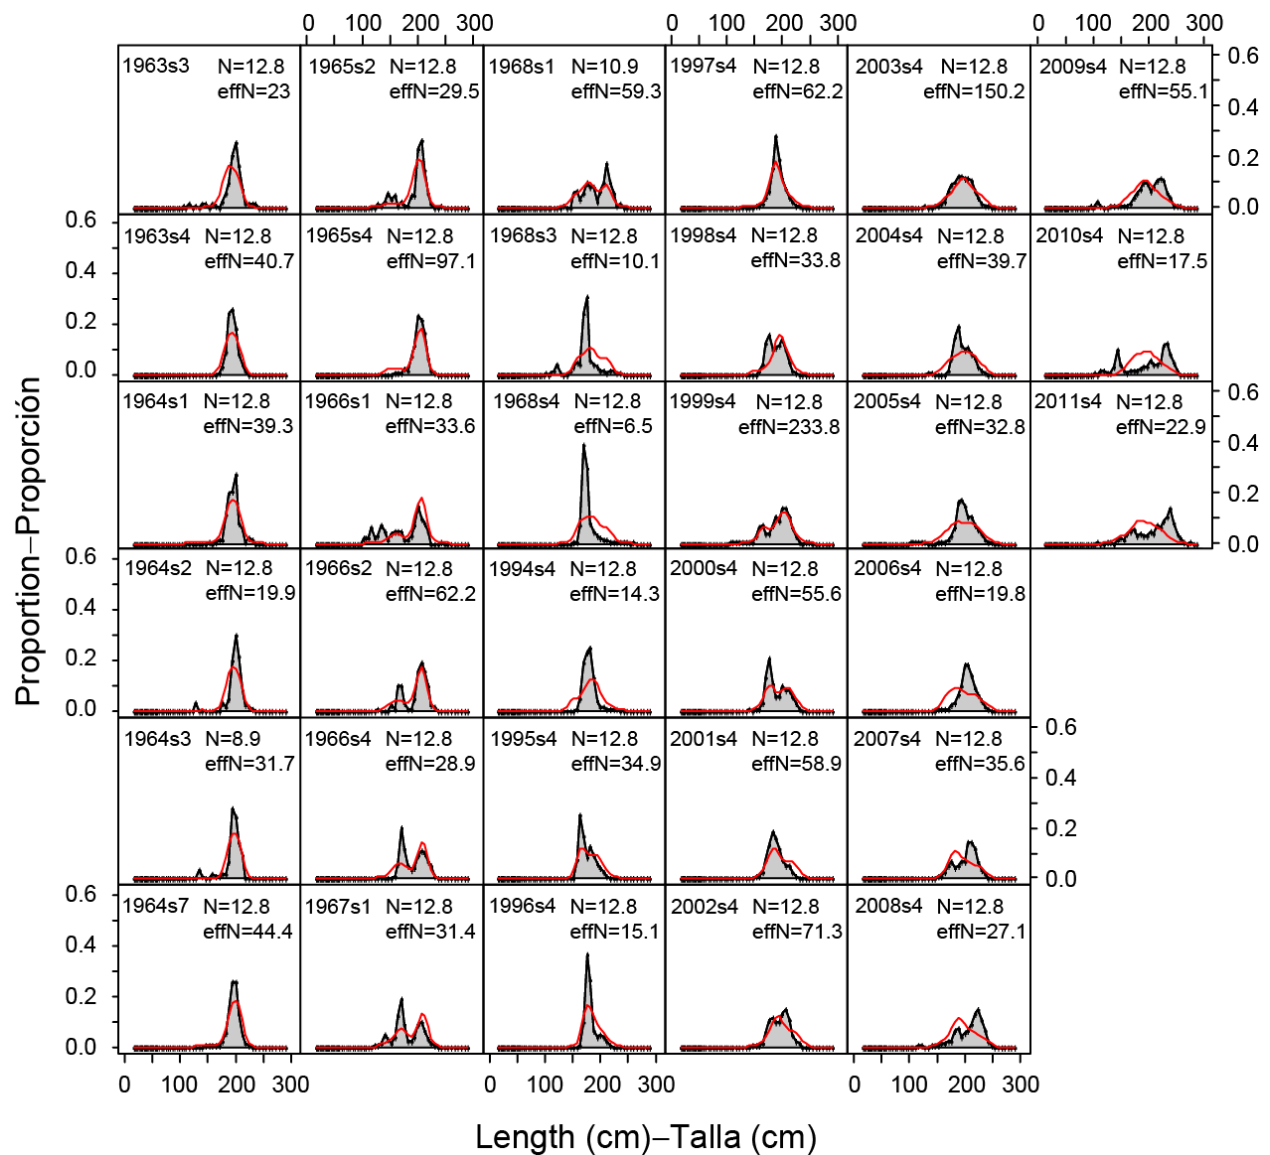 0 100 200 300 0 100 200 300 0 100 200 300
1963s3 N=12.8
effN=23
1965s2 N=12.8
effN=29.5
1968s1 N=10.9
effN=59.3
1997s4 N=12.8
effN=62.2
2003s4 N=12.8
effN=150.2
2009s4 N=12.8
effN=55.1
0.6
0.4
0.2
0.0
0.6
0.4
0.2
0.0
1963s4 N=12.8
effN=40.7
1965s4 N=12.8
effN=97.1
1968s3 N=12.8
effN=10.1
1998s4 N=12.8
effN=33.8
2004s4 N=12.8
effN=39.7
2010s4 N=12.8
effN=17.5
1964s1 N=12.8
effN=39.3
1966s1 N=12.8
effN=33.6
1968s4 N=12.8
effN=6.5
1999s4 N=12.8
effN=233.8
2005s4 N=12.8
effN=32.8
2011s4 N=12.8
effN=22.9
0.6
0.4
0.2
0.0
0.6
0.4
0.2
0.0
1964s2 N=12.8
effN=19.9
1966s2 N=12.8
effN=62.2
1994s4 N=12.8
effN=14.3
2000s4 N=12.8
effN=55.6
2006s4 N=12.8
effN=19.8
1964s3 N=8.9
effN=31.7
1966s4 N=12.8
effN=28.9
1995s4 N=12.8
effN=34.9
2001s4 N=12.8
effN=58.9
2007s4 N=12.8
effN=35.6
0.6
0.4
0.2
0.0
0.6
0.4
0.2
0.0
1964s7 N=12.8
effN=44.4
1967s1 N=12.8
effN=31.4
1996s4 N=12.8
effN=15.1
2002s4 N=12.8
effN=71.3
2008s4 N=12.8
effN=27.1
0 100 200 300 0 100 200 300 0 100 200 300
Proportion–Proporción
Length (cm)–Talla (cm)